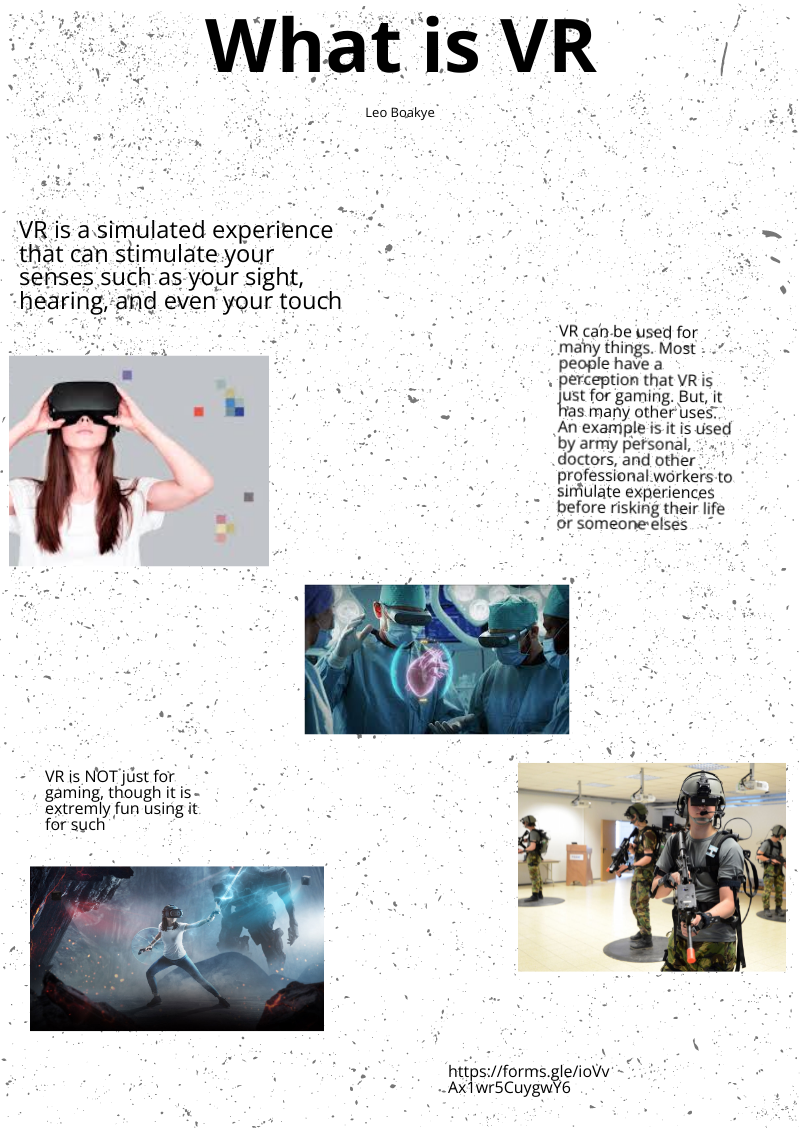 What is VR
Leo Boakye
VR is a simulated experience
that can stimulate your
senses such as your sight,
hearing, and even your touch
VR can be used for
many things. Most
people have a
perception that VR is
just for gaming. But, it
has many other uses.
An example is it is used
by army personal,
doctors, and other
professional workers to
simulate experiences
before risking their life
or someone elses
VR is NOT just for
gaming, though it is
extremly fun using it
for such
https://forms.gle/ioVv
Ax1wr5CuygwY6